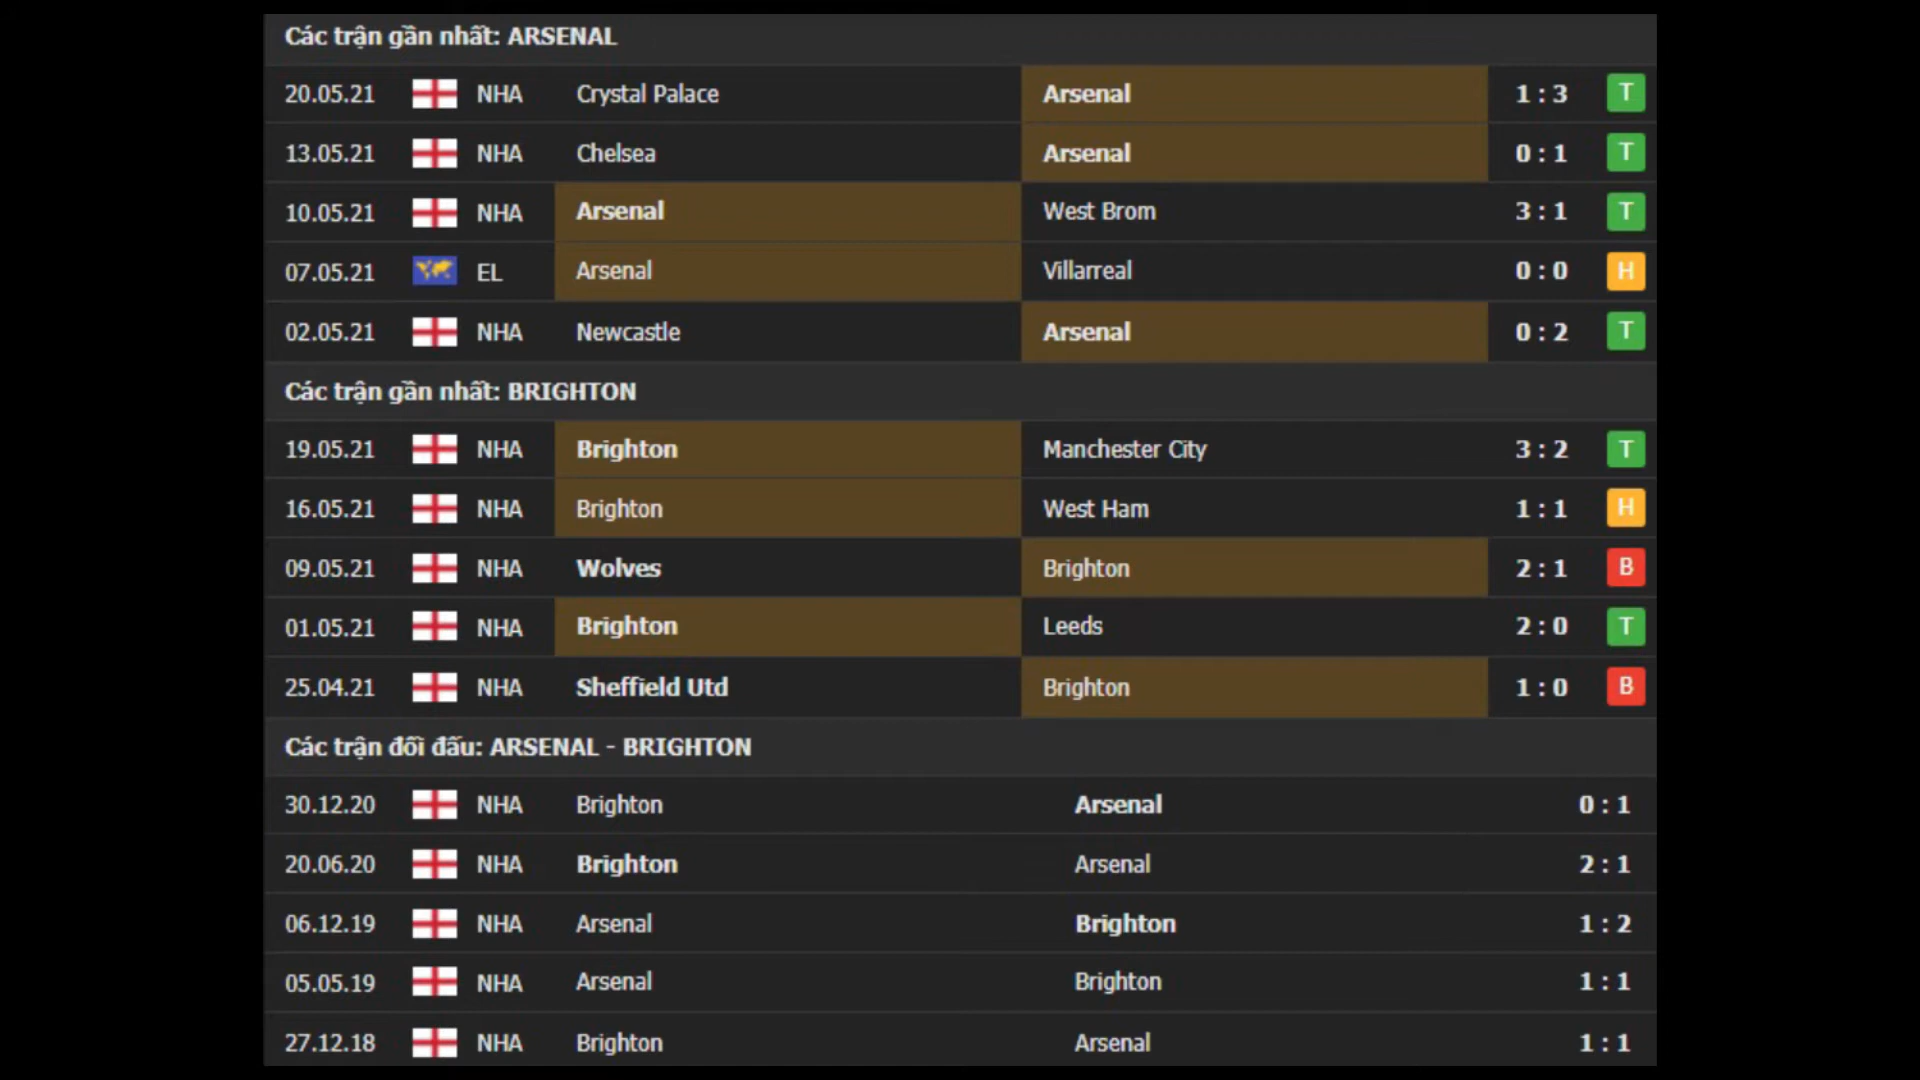 Các trận gần nhất: ARSENAL
20.05.21 NHA Crystal Palace Arsenal 1 : 3 T
13.05.21 NHA Chelsea Arsenal 0 : 1 T
10.05.21 NHA Arsenal West Brom 3 : 1 T
07.05.21 EL Arsenal Villarreal 0 : 0 H
02.05.21 NHA Newcastle Arsenal 0 : 2 T
Các trận gần nhất: BRIGHTON
19.05.21 NHA Brighton Manchester City 3 : 2 T
16.05.21 NHA Brighton West Ham 1 : 1 H
09.05.21 NHA Wolves Brighton 2 : 1 B
01.05.21 NHA Brighton Leeds 2 : 0 T
25.04.21 NHA Sheffield Utd Brighton 1 : 0 B
Các trận đối đấu: ARSENAL - BRIGHTON
30.12.20 NHA Brighton Arsenal 0 : 1
20.06.20 NHA Brighton Arsenal 2 : 1
06.12.19 NHA Arsenal Brighton 1 : 2
05.05.19 NHA Arsenal Brighton 1 : 1
27.12.18 NHA Brighton Arsenal 1 : 1